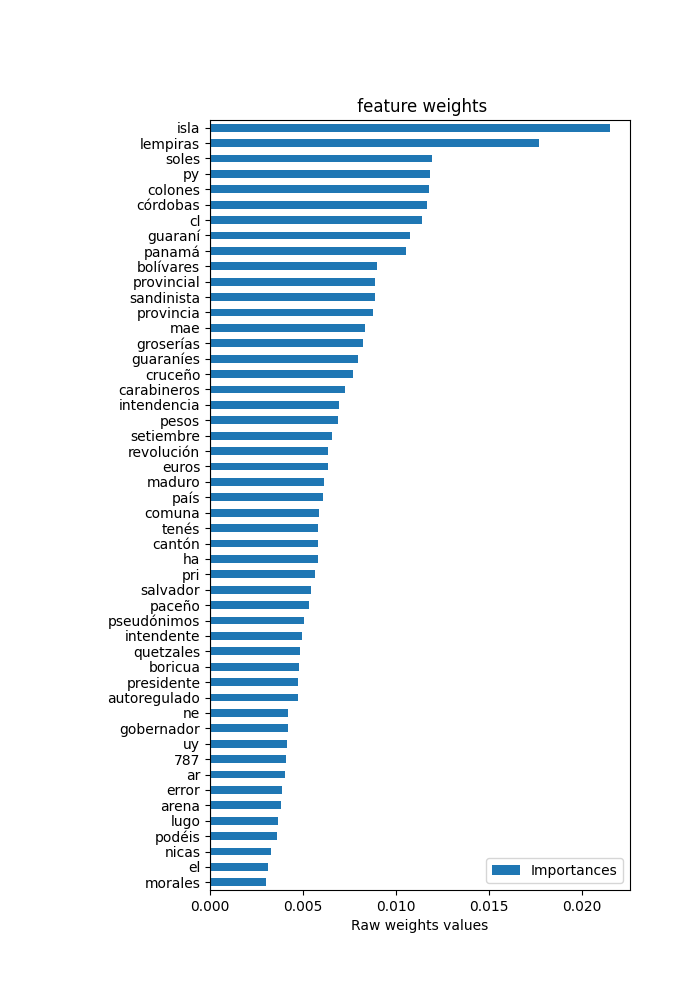 feature weights
isla
lempiras
soles
py
colones
córdobas
cl
guaraní
panamá
bolívares
provincial
sandinista
provincia
mae
groserías
guaraníes
cruceño
carabineros
intendencia
pesos
setiembre
revolución
euros
maduro
país
comuna
tenés
cantón
ha
pri
salvador
paceño
pseudónimos
intendente
quetzales
boricua
presidente
autoregulado
ne
gobernador
uy
787
ar
error
arena
lugo
podéis
nicas
el
morales
Importances
0.000 0.005 0.010 0.015 0.020
Raw weights values